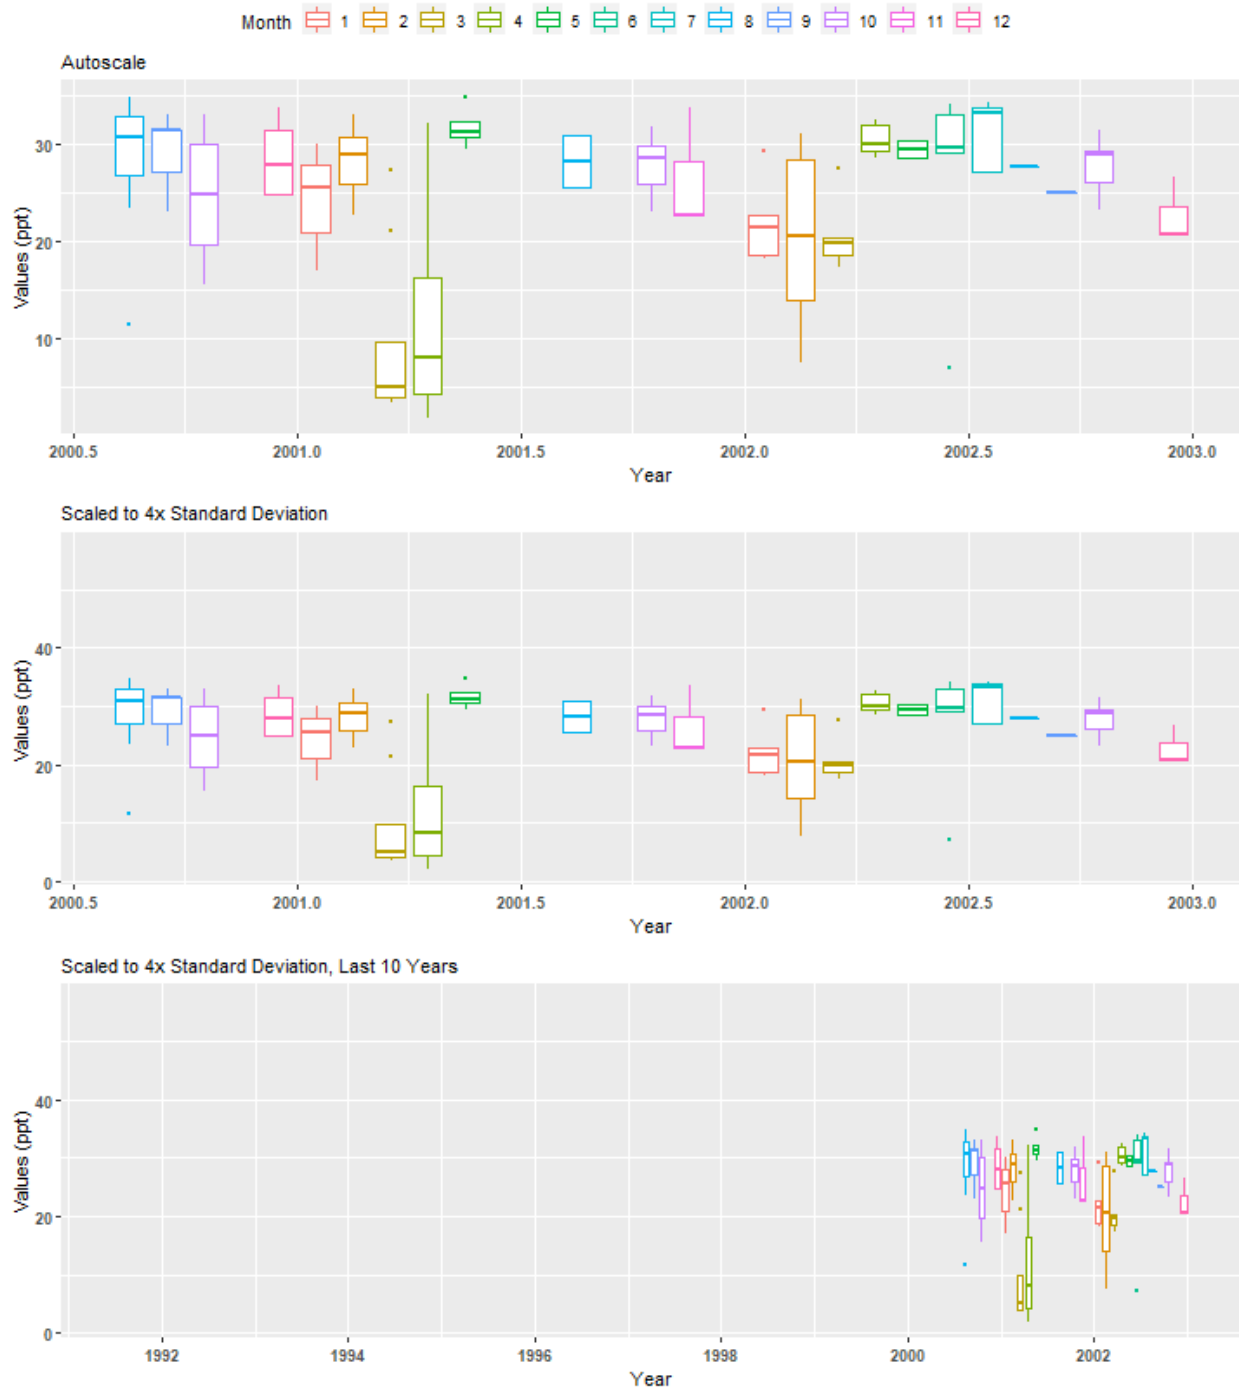 Month 1 2 3 4 5 6 7 8 9 10 11 12
Autoscale
Values (ppt)
30
20
10
2000.5 2001.0 2001.5 2002.0 2002.5 2003.0
Year
Scaled to 4x Standard Deviation
Values (ppt)
40
20
0
2000.5 2001.0 2001.5 2002.0 2002.5 2003.0
Year
Scaled to 4x Standard Deviation, Last 10 Years
Values (ppt)
40
20
0
1992 1994 1996 1998 2000 2002
Year